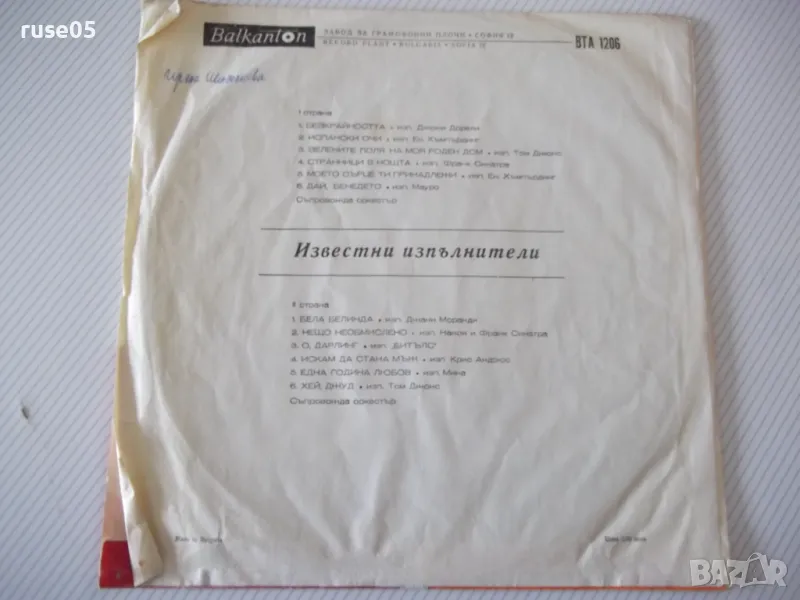 ruse05
Balkanton
ЗАВОД ЗА ГРАМОФОННИ ПЛОЧИ • СОФИЯ
RECORD PLANT • BULGARIA • SOFIA
BTA 1206
I страна
1. БЕЗКРАЙНОСТТА • изп. Джони Дорели
2. ИСПАНСКИ ОЧИ • изп. Ен. Хъмпърдинг
3. ЗЕЛЕНИТЕ ПОЛЯ НА МОЯ РОДЕН ДОМ • изп. Том Джонс
4. СТРАННИЦИ В НОЩТА • изп. Франк Синатра
5. МОЕТО СЪРЦЕ ТИ ПРИНАДЛЕЖИ • изп. Ен. Хъмпърдинг
6. ДАЙ, БЕНЕДЕТО • изп. Мауро
Съпровожда оркестър
Известни изпълнители
II страна
1. БЕЛА БЕЛИНДА • изп. Джани Моранди
2. НЕЩО НЕОБМИСЛЕНО • изп. Нанси и Франк Синатра
3. О, ДАРЛИНГ • изп. „БИТЪЛС"
4. ИСКАМ ДА СТАНА МЪЖ • изп. Крис Андрюс
5. ЕДНА ГОДИНА ЛЮБОВ • изп. Мина
6. ХЕЙ, ДЖУД • изп. Том Джонс
Съпровожда оркестър
Made in Bulgaria
BAZAR